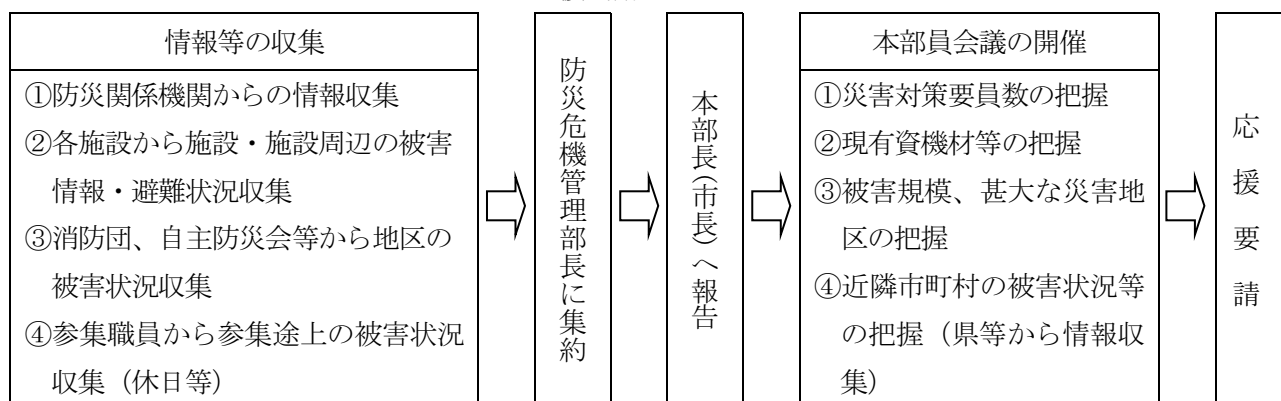 情報等の収集
①防災関係機関からの情報収集
②各施設から施設・施設周辺の被害
情報・避難状況収集
③消防団、自主防災会等から地区の
被害状況収集
④参集職員から参集途上の被害状況
収集（休日等）
防災危機管理部長に集約
本部長（市長）へ報告
本部員会議の開催
①災害対策要員数の把握
②現有資機材等の把握
③被害規模、甚大な災害地
区の把握
④近隣市町村の被害状況等
の把握（県等から情報収
集）
応援要請